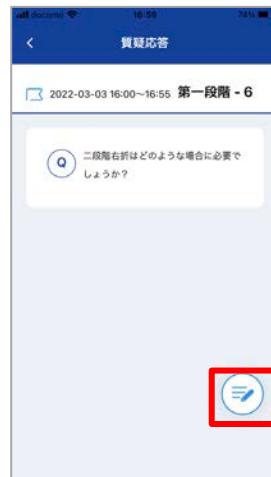 docomo 16:59 74%
質疑応答
2022-03-03 16:00~16:55 第一段階 - 6
Q 二段階右折はどのような場合に必要で
しょうか？